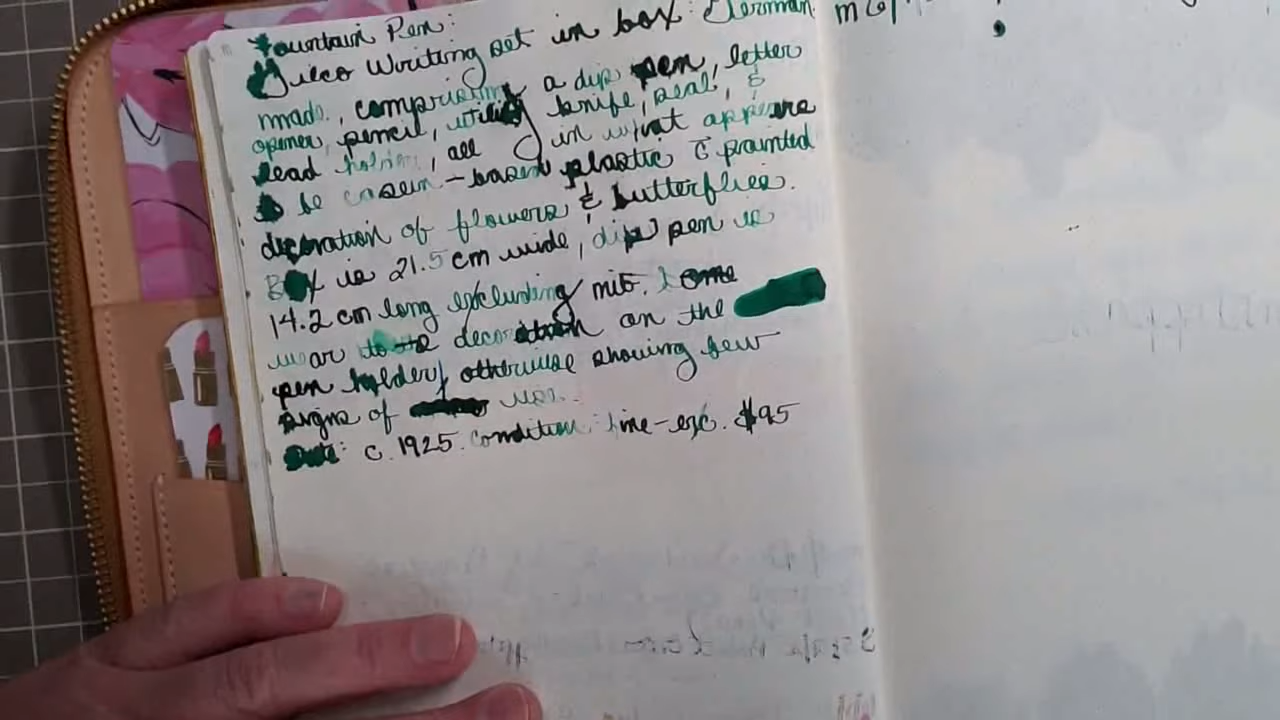 Fountain Pen:
Writing set in box: German
made, comprising a dip pen, letter
opener, pencil, utility knife, seal, &
lead holder, all in what appears
to be casein-based plastic c̄ painted
decoration of flowers & butterflies.
Box is 21.5 cm wide, dip pen is
14.2 cm long excluding nib. Some
wear to the decoration on the
pen holder, otherwise showing few
signs of use.
Date: c. 1925. Condition: fine-exc. $95